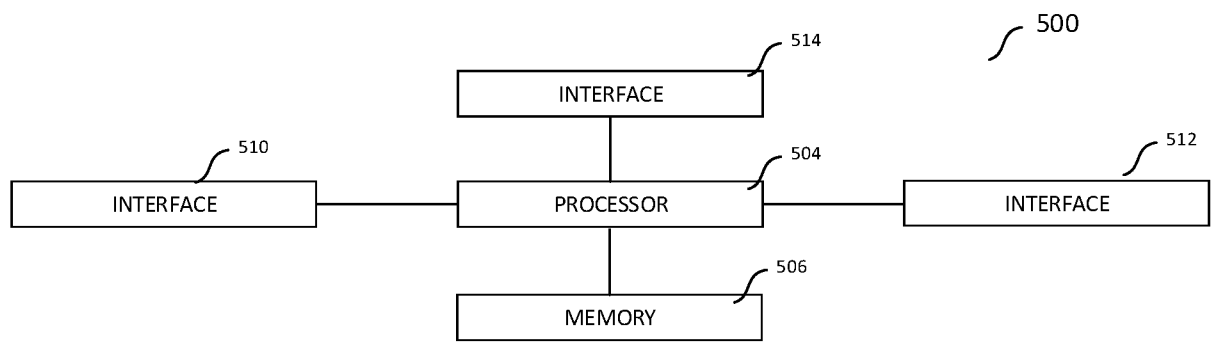 500
514
INTERFACE
510
504
512
INTERFACE
PROCESSOR
INTERFACE
506
MEMORY